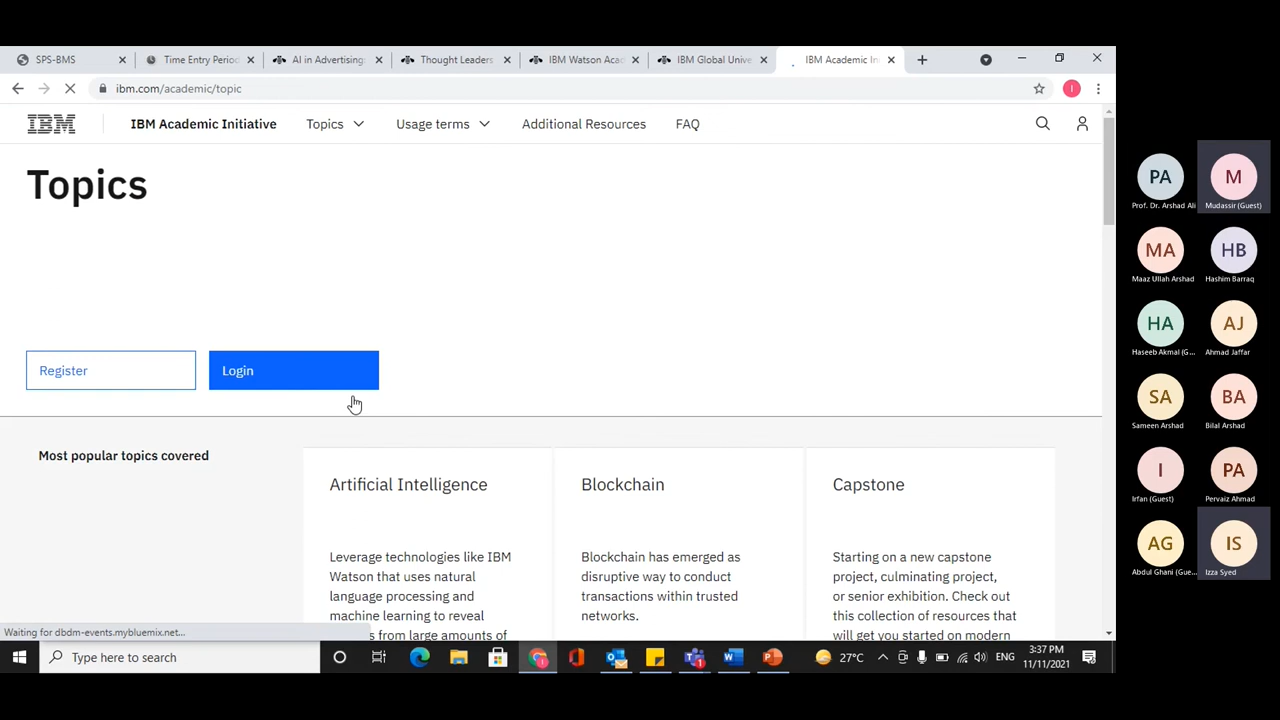 SPS-BMS
Time Entry Perio
AI in Advertising:
Thought Leaders
IBM Watson Aca
IBM Global Unive
IBM Academic In
ibm.com/academic/topic
I
IBM
IBM Academic Initiative
Topics
Usage terms
Additional Resources
FAQ
Topics
Register
Login
Most popular topics covered
Artificial Intelligence
Leverage technologies like IBM
Watson that uses natural
language processing and
machine learning to reveal
s from large amounts of
Blockchain
Blockchain has emerged as
disruptive way to conduct
transactions within trusted
networks.
Capstone
Starting on a new capstone
project, culminating project,
or senior exhibition. Check out
this collection of resources that
will get you started on modern
Waiting for dbdm-events.mybluemix.net...
Type here to search
27°C
ENG
3:37 PM
11/11/2021
PA
Prof. Dr. Arshad Ali
M
Mudassir (Guest)
MA
Maaz Ullah Arshad
HB
Hashim Barraq
HA
Haseeb Akmal (G...
AJ
Ahmad Jaffar
SA
Sameen Arshad
BA
Bilal Arshad
I
Irfan (Guest)
PA
Pervaiz Ahmad
AG
Abdul Ghani (Gue...
IS
Izza Syed